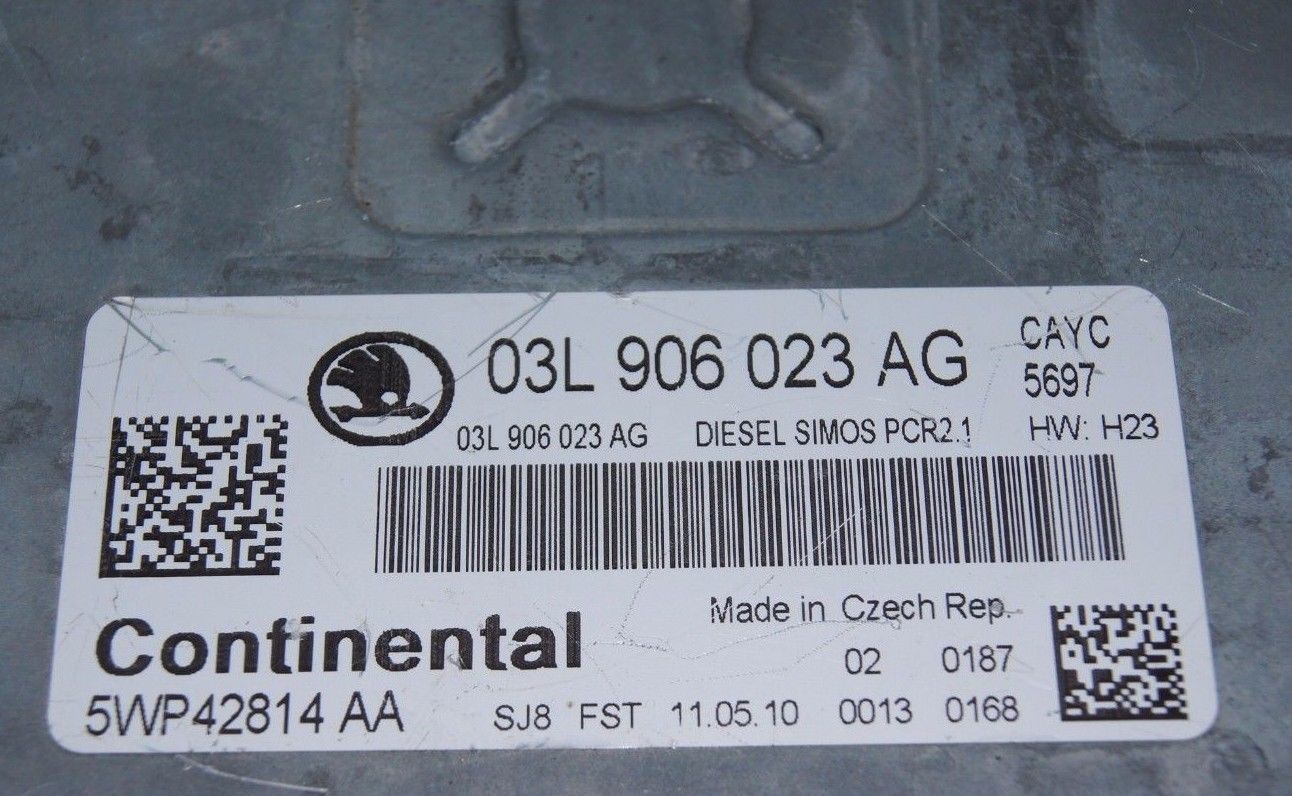 03L 906 023 AG CAYC
5697
03L 906 023 AG DIESEL SIMOS PCR2.1 HW: H23
Made in Czech Rep.
Continental 02 0187
5WP42814 AA SJ8 FST 11.05.10 0013 0168